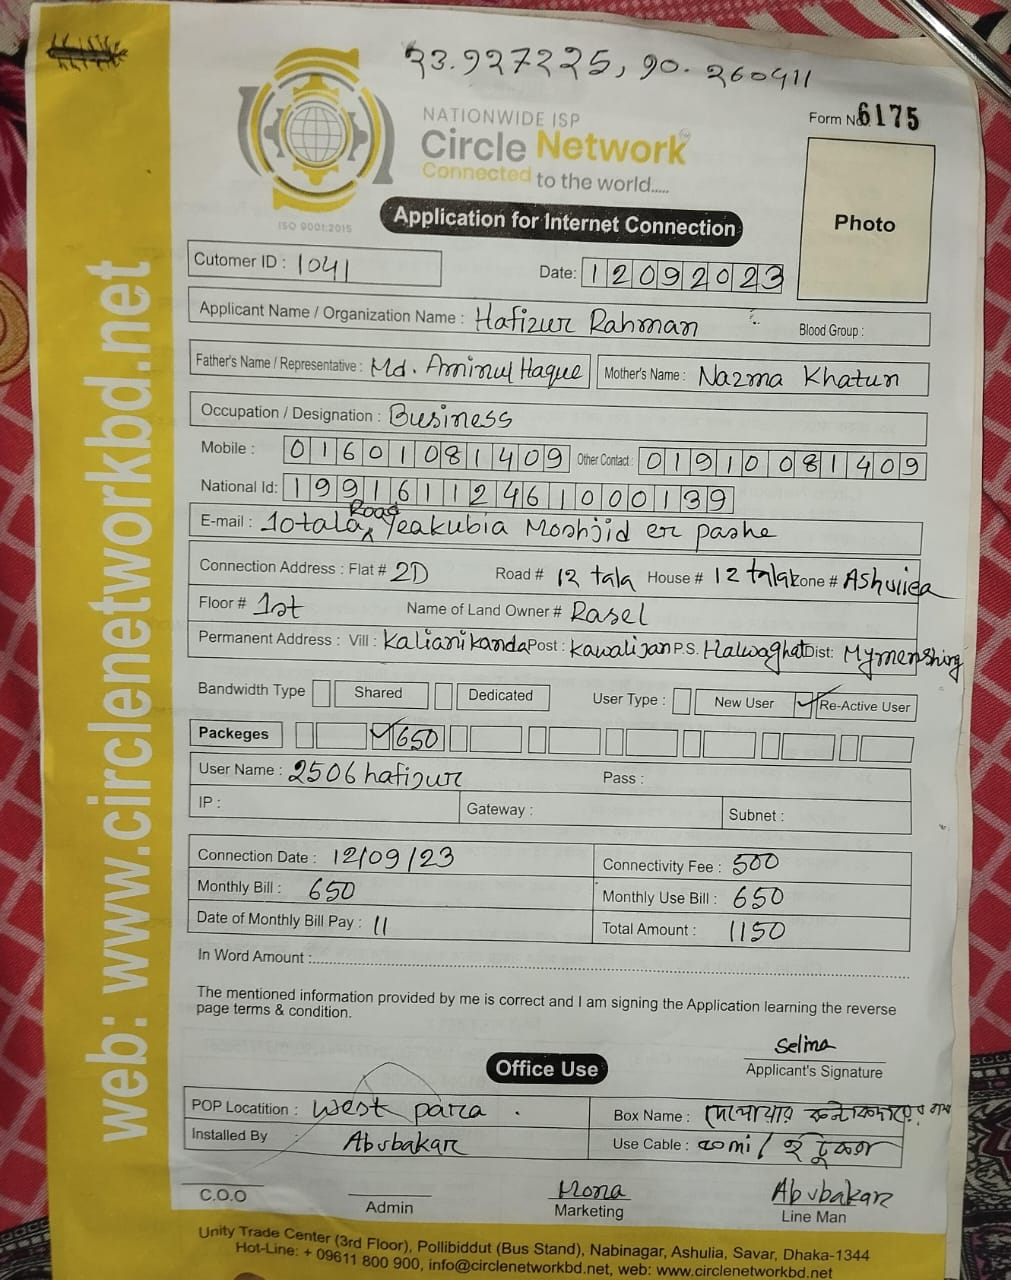 23.927225, 90.260911
NATIONWIDE ISP
Circle Network
Connected to the world.....
ISO 9001:2015
Form No 6175
Photo
Application for Internet Connection
Cutomer ID : 1041
Date: 12092023
Applicant Name / Organization Name : Hafizur Rahman Blood Group :
Father's Name / Representative : Md. Aminul Haque Mother's Name : Nazma Khatun
Occupation / Designation : Business
Mobile : 01601081409 Other Contact : 01910081409
National Id: 19916112461000139
E-mail : 10tala Road Yeakubia Moshjid er pashe
Connection Address : Flat # 2D Road # 12 tala House # 12 tala Zone # Ashuliea
Floor # 1st Name of Land Owner # Rasel
Permanent Address : Vill : Kalianikanda Post : Kawalijan P.S. Halwaghat Dist: Mymenshing
Bandwidth Type Shared Dedicated User Type : New User Re-Active User
Packeges 650
User Name : 2506hafizur Pass :
IP : Gateway : Subnet :
Connection Date : 12/09/23 Connectivity Fee : 500
Monthly Bill : 650 Monthly Use Bill : 650
Date of Monthly Bill Pay : 11 Total Amount : 1150
In Word Amount :
The mentioned information provided by me is correct and I am signing the Application learning the reverse
page terms & condition.
Selina
Applicant's Signature
Office Use
POP Locatition : West para . Box Name :
Installed By Abubakar Use Cable :
C.O.O Admin Mona Marketing Abubakar Line Man
Unity Trade Center (3rd Floor), Pollibiddut (Bus Stand), Nabinagar, Ashulia, Savar, Dhaka-1344
Hot-Line: + 09611 800 900, info@circlenetworkbd.net, web: www.circlenetworkbd.net
web: www.circlenetworkbd.net